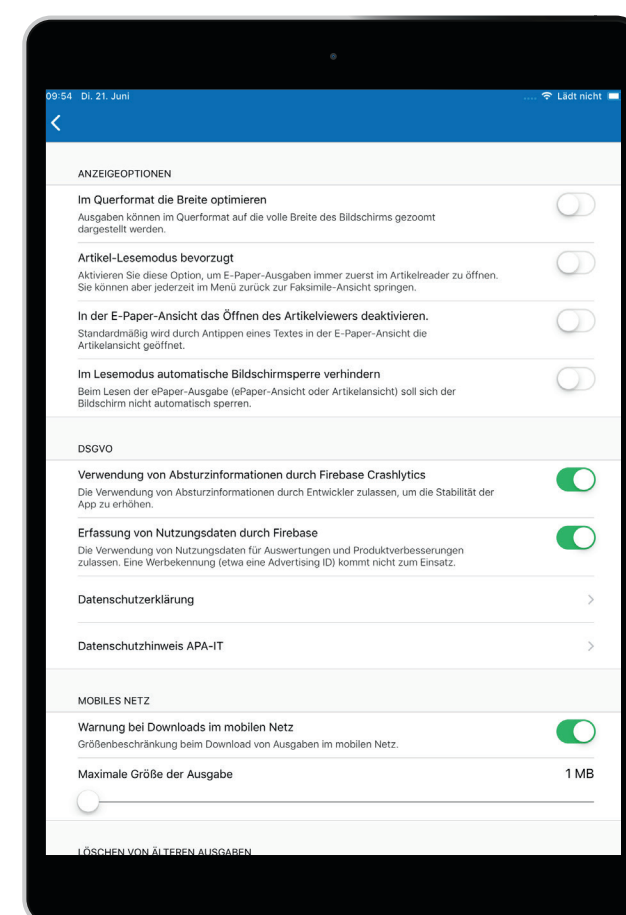 09:54 Di. 21. Juni
Lädt nicht
ANZEIGEOPTIONEN
Im Querformat die Breite optimieren
Ausgaben können im Querformat auf die volle Breite des Bildschirms gezoomt
dargestellt werden.
Artikel-Lesemodus bevorzugt
Aktivieren Sie diese Option, um E-Paper-Ausgaben immer zuerst im Artikelreader zu öffnen.
Sie können aber jederzeit im Menü zurück zur Faksimile-Ansicht springen.
In der E-Paper-Ansicht das Öffnen des Artikelviewers deaktivieren.
Standardmäßig wird durch Antippen eines Textes in der E-Paper-Ansicht die
Artikelansicht geöffnet.
Im Lesemodus automatische Bildschirmsperre verhindern
Beim Lesen der ePaper-Ausgabe (ePaper-Ansicht oder Artikelansicht) soll sich der
Bildschirm nicht automatisch sperren.
DSGVO
Verwendung von Absturzinformationen durch Firebase Crashlytics
Die Verwendung von Absturzinformationen durch Entwickler zulassen, um die Stabilität der
App zu erhöhen.
Erfassung von Nutzungsdaten durch Firebase
Die Verwendung von Nutzungsdaten für Auswertungen und Produktverbesserungen
zulassen. Eine Werbekennung (etwa eine Advertising ID) kommt nicht zum Einsatz.
Datenschutzerklärung
Datenschutzhinweis APA-IT
MOBILES NETZ
Warnung bei Downloads im mobilen Netz
Größenbeschränkung beim Download von Ausgaben im mobilen Netz.
Maximale Größe der Ausgabe 1 MB
LÖSCHEN VON ÄLTEREN AUSGABEN